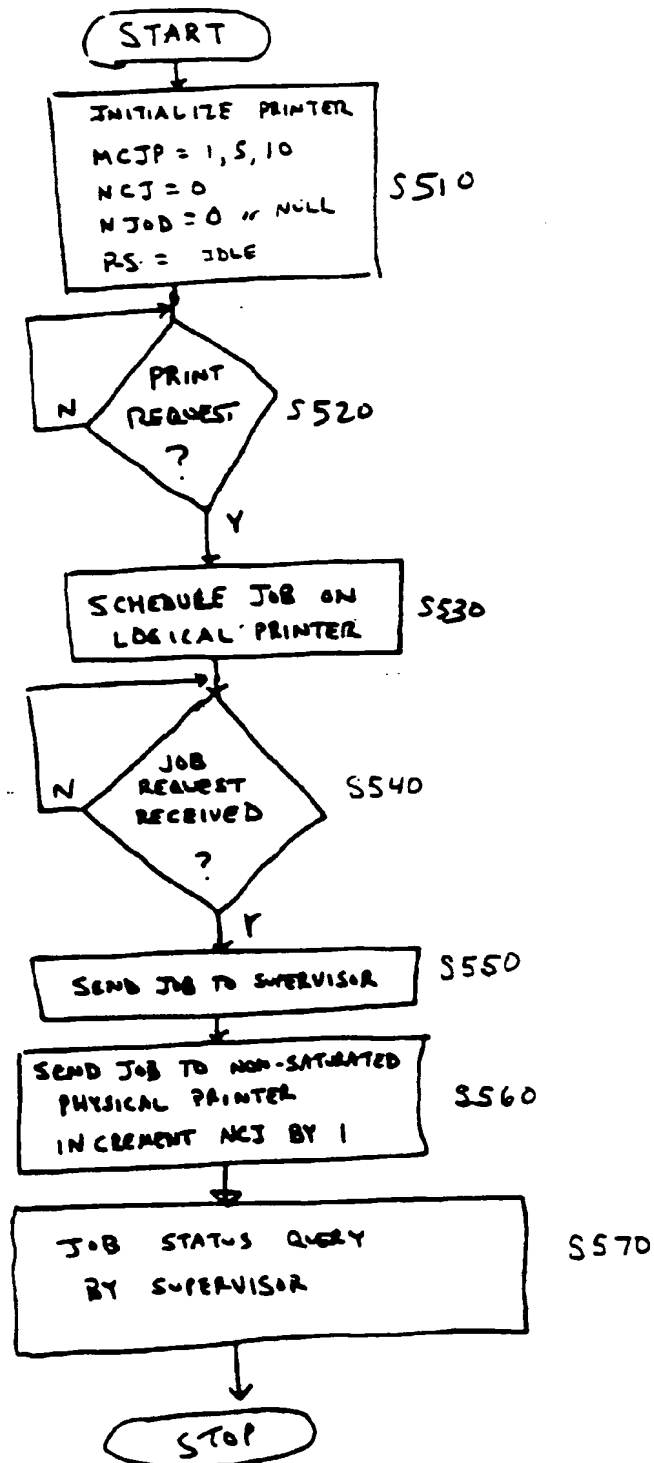 START
INITIALIZE PRINTER
MCJP = 1, 5, 10
NCJ = 0
NJOB = 0 " NULL
RS = IDLE
S510
PRINT
REQUEST
?
N
S520
Y
SCHEDULE JOB ON
LOGICAL PRINTER
S530
JOB
REQUEST
RECEIVED
?
N
S540
Y
SEND JOB TO SUPERVISOR
S550
SEND JOB TO NON-SATURATED
PHYSICAL PRINTER
INCREMENT NCJ BY 1
S560
JOB STATUS QUERY
BY SUPERVISOR
S570
STOP